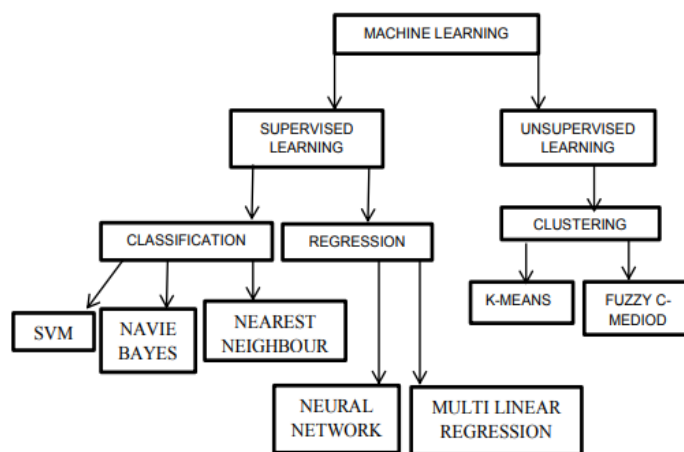 MACHINE LEARNING
SUPERVISED
LEARNING
UNSUPERVISED
LEARNING
CLASSIFICATION
REGRESSION
CLUSTERING
SVM
NAVIE
BAYES
NEAREST
NEIGHBOUR
K-MEANS
FUZZY C-
MEDIOD
NEURAL
NETWORK
MULTI LINEAR
REGRESSION